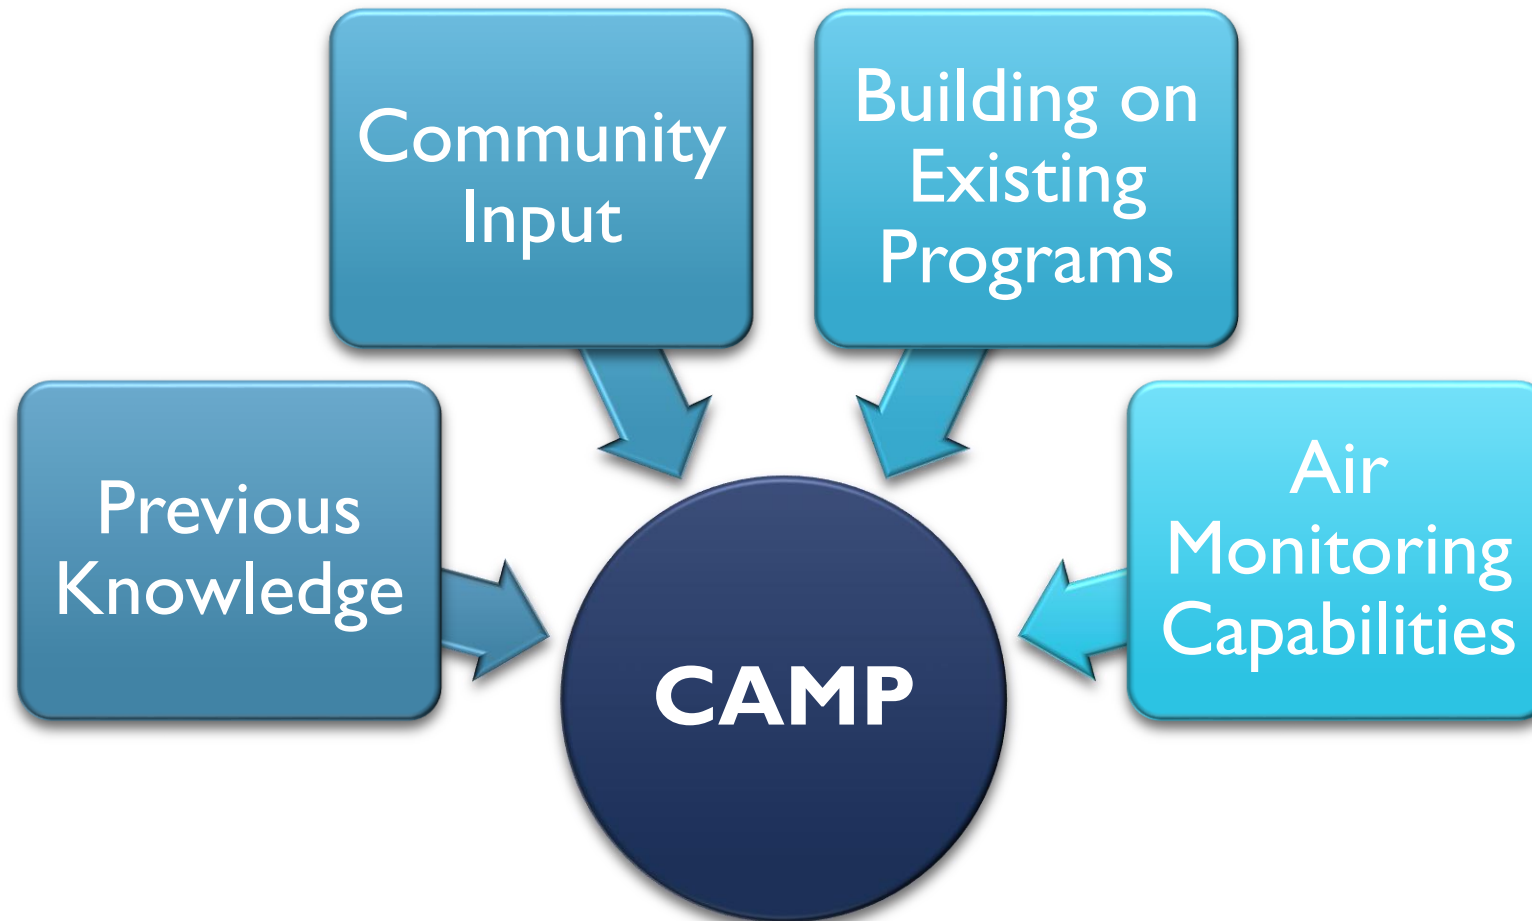 Community
Input
Building on
Existing
Programs
Previous
Knowledge
Air
Monitoring
Capabilities
CAMP